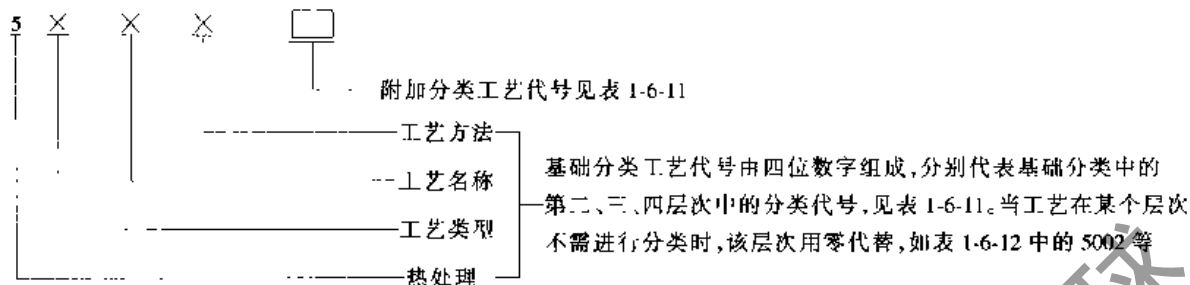 5 × × ×
附加分类工艺代号见表 1-6-11
工艺方法
工艺名称
工艺类型
热处理
基础分类工艺代号由四位数字组成,分别代表基础分类中的
第二、三、四层次中的分类代号,见表 1-6-11。当工艺在某个层次
不需进行分类时,该层次用零代替,如表 1-6-12 中的 5002 等
求